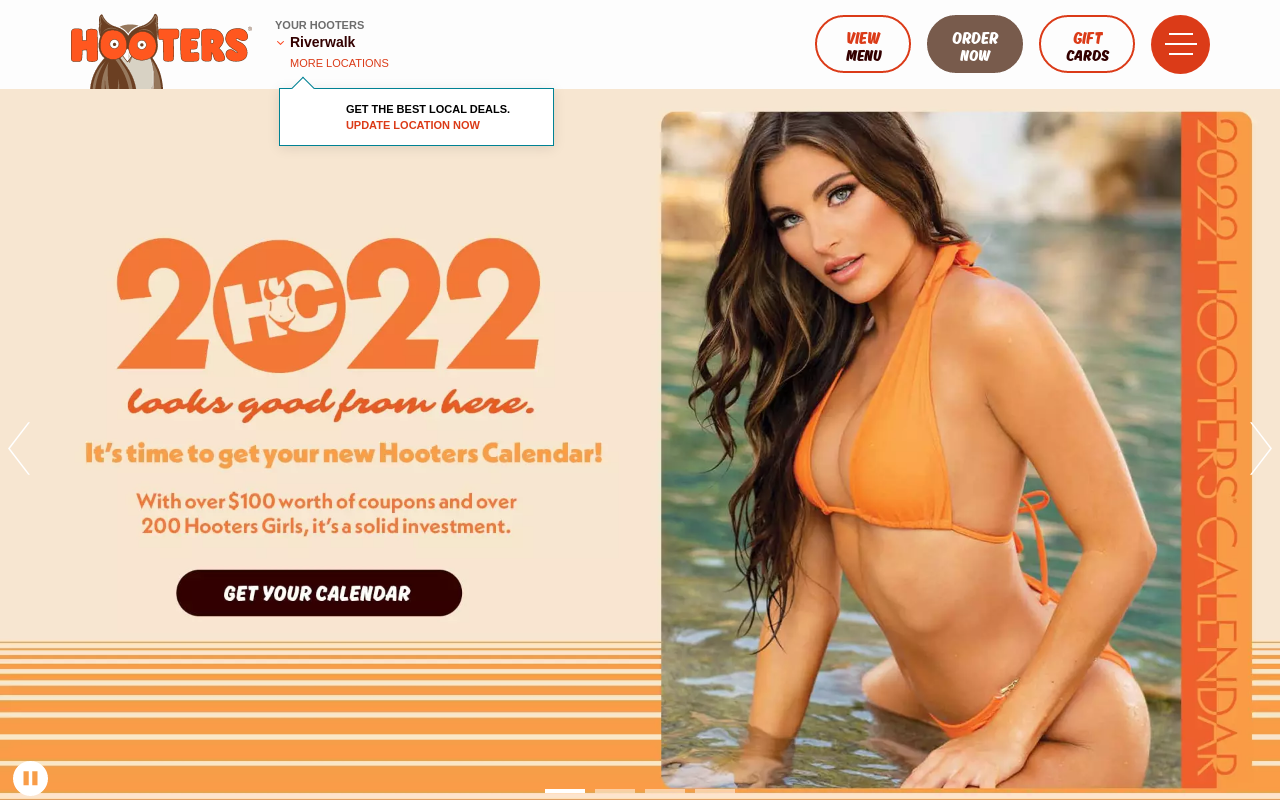 HOOTERS
YOUR HOOTERS
Riverwalk
MORE LOCATIONS
VIEW
MENU
ORDER
NOW
GIFT
CARDS
GET THE BEST LOCAL DEALS.
UPDATE LOCATION NOW
2022
HC
looks good from here.
It's time to get your new Hooters Calendar!
With over $100 worth of coupons and over
200 Hooters Girls, it's a solid investment.
GET YOUR CALENDAR
2022 HOOTERS CALENDAR